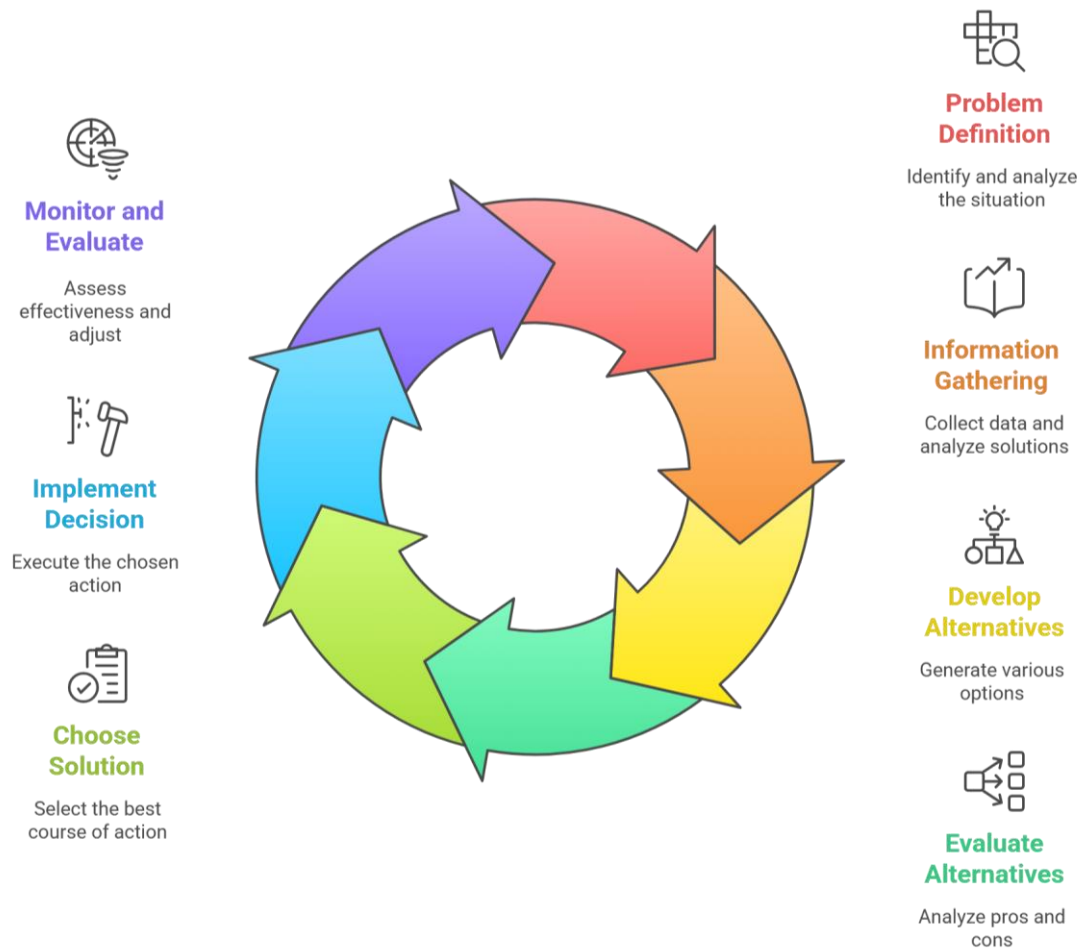 Problem
Definition
Identify and analyze
the situation
Information
Gathering
Collect data and
analyze solutions
Develop
Alternatives
Generate various
options
Evaluate
Alternatives
Analyze pros and
cons
Choose
Solution
Select the best
course of action
Implement
Decision
Execute the chosen
action
Monitor and
Evaluate
Assess
effectiveness and
adjust